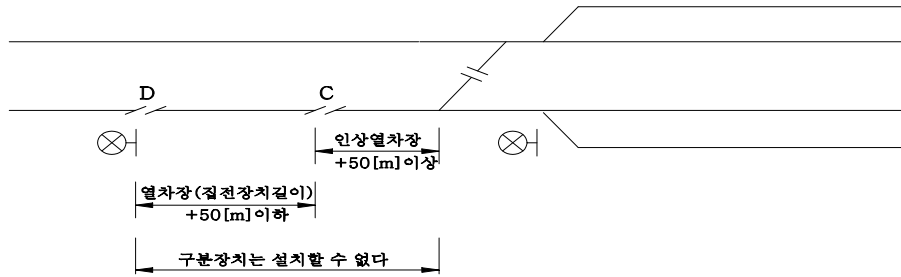 D
C
인상열차장
+50[m]이상
열차장(집전장치길이)
+50[m]이하
구분장치는 설치할 수 없다